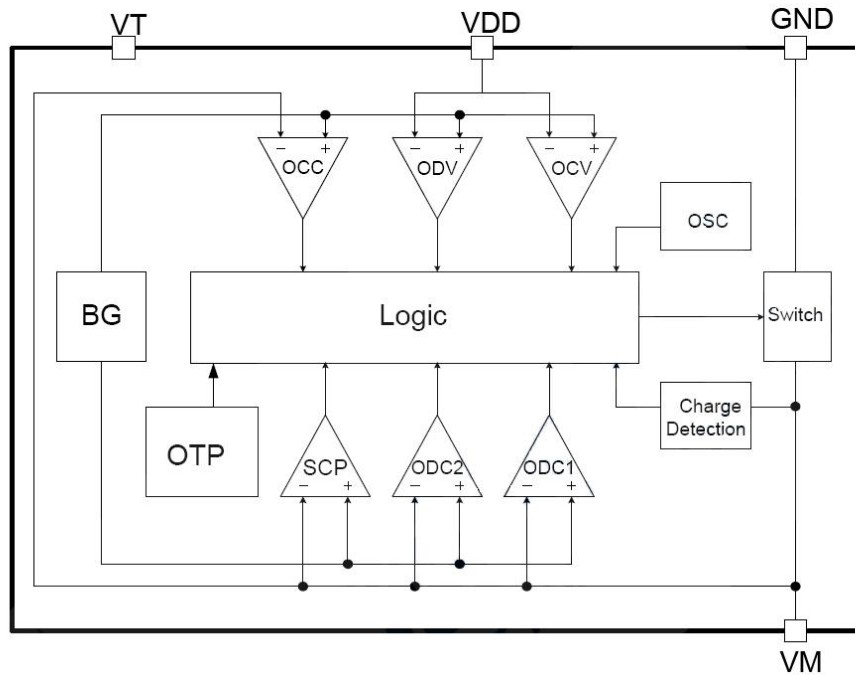 VT VDD GND
− + − + − +
OCC ODV OCV
OSC
BG Logic Switch
Charge
Detection
OTP
SCP ODC2 ODC1
− + − + − +
VM